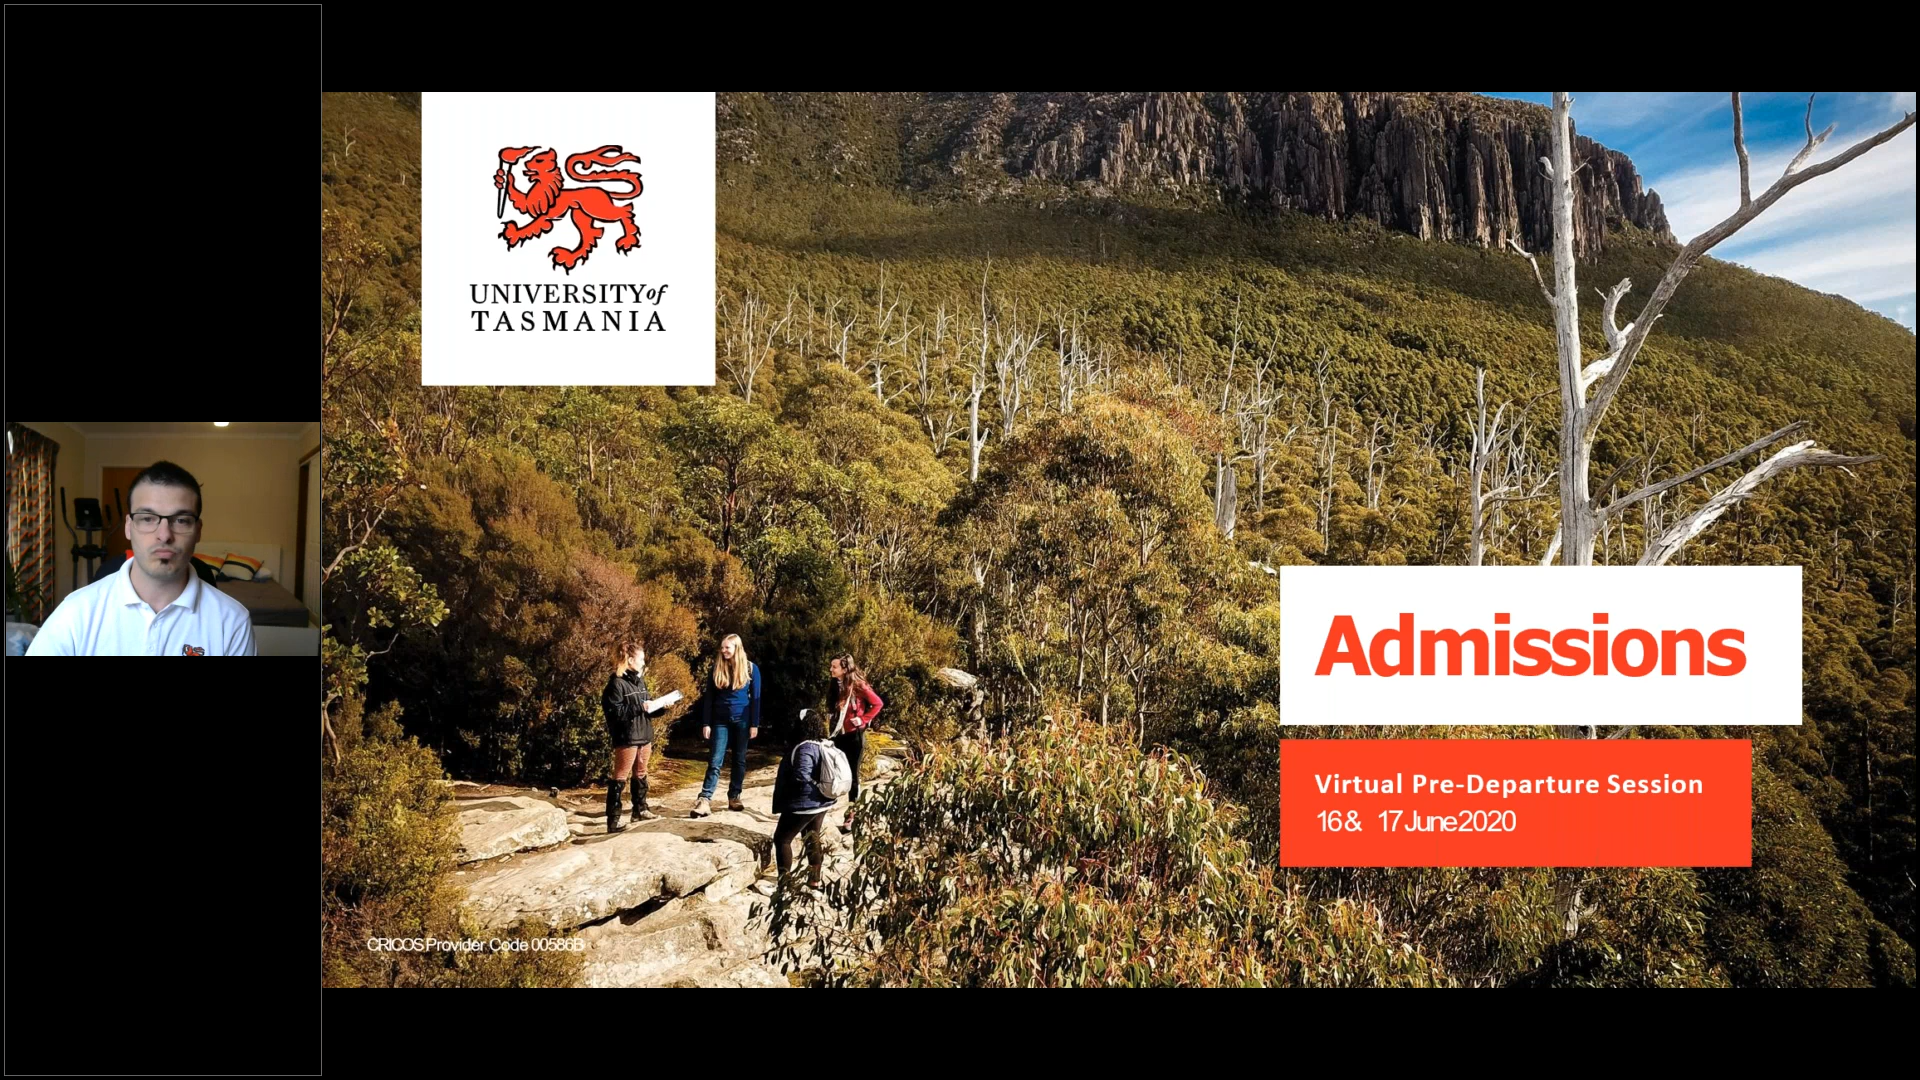 UNIVERSITY of
TASMANIA
Admissions
Virtual Pre-Departure Session
16 & 17 June 2020
CRICOS Provider Code 00586B